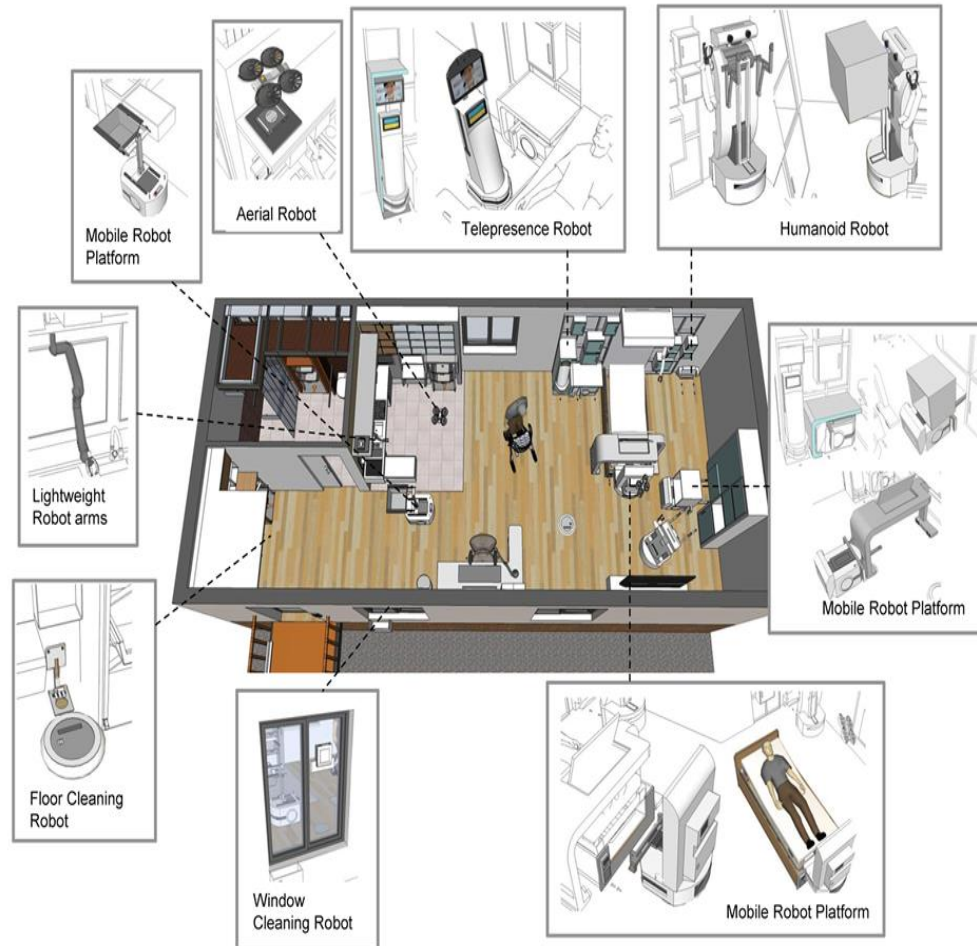 Mobile Robot
Platform
Aerial Robot
Telepresence Robot
Humanoid Robot
Lightweight
Robot arms
Mobile Robot Platform
Floor Cleaning
Robot
Window
Cleaning Robot
Mobile Robot Platform